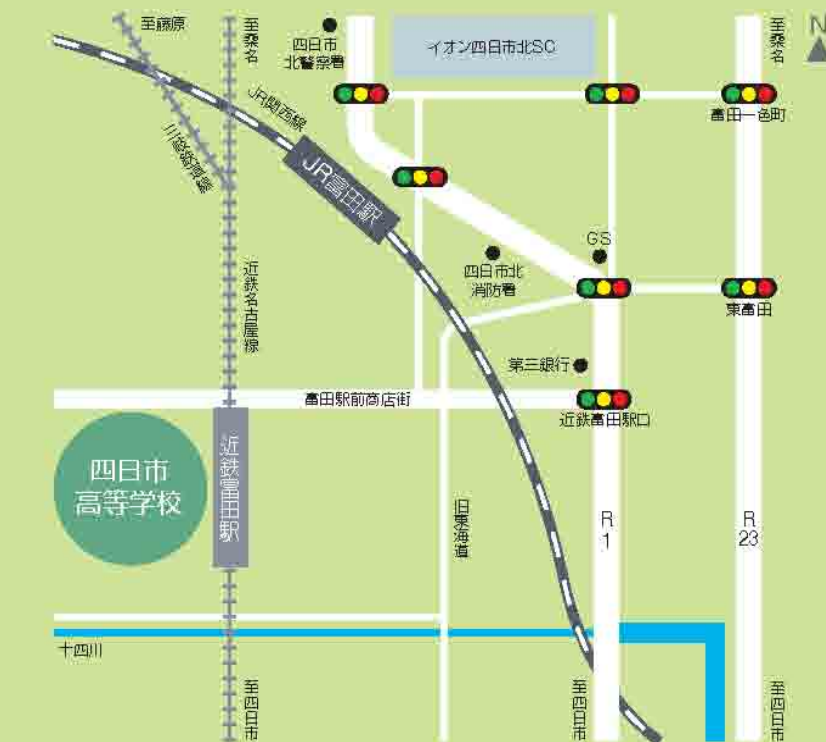 至藤原
至桑名
四日市
北警察署
イオン四日市北SC
至桑名
N
富田一色町
JR関西線
三岐鉄道線
JR富田駅
GS
四日市北
消防署
東富田
近鉄名古屋線
第三銀行
富田駅前商店街
近鉄富田駅口
四日市
高等学校
近鉄富田駅
旧東海道
R
1
R
23
十四川
至四日市
至四日市
至四日市